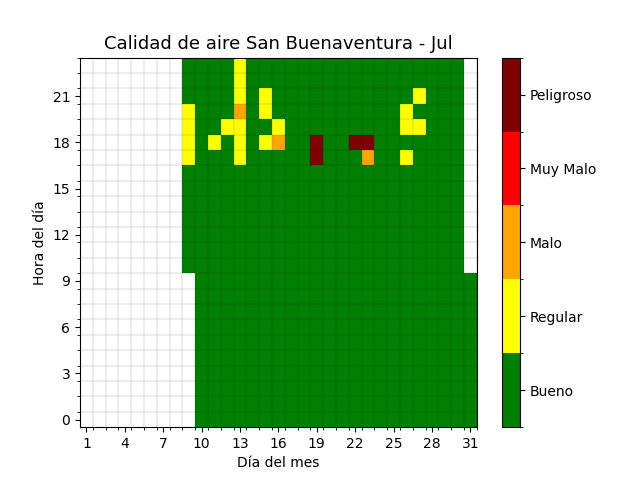 Calidad de aire San Buenaventura - Jul
Hora del día
21
18
15
12
9
6
3
0
1 4 7 10 13 16 19 22 25 28 31
Día del mes
Peligroso
Muy Malo
Malo
Regular
Bueno